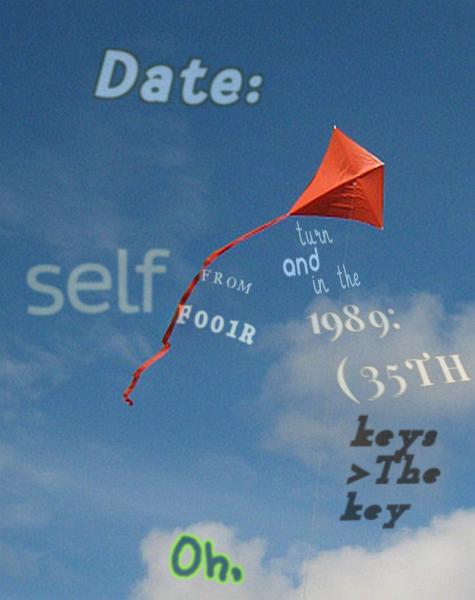 Date:
turn
and
in the
self
FROM
F001R
1989:
(35TH
keys
>The
key
Oh,